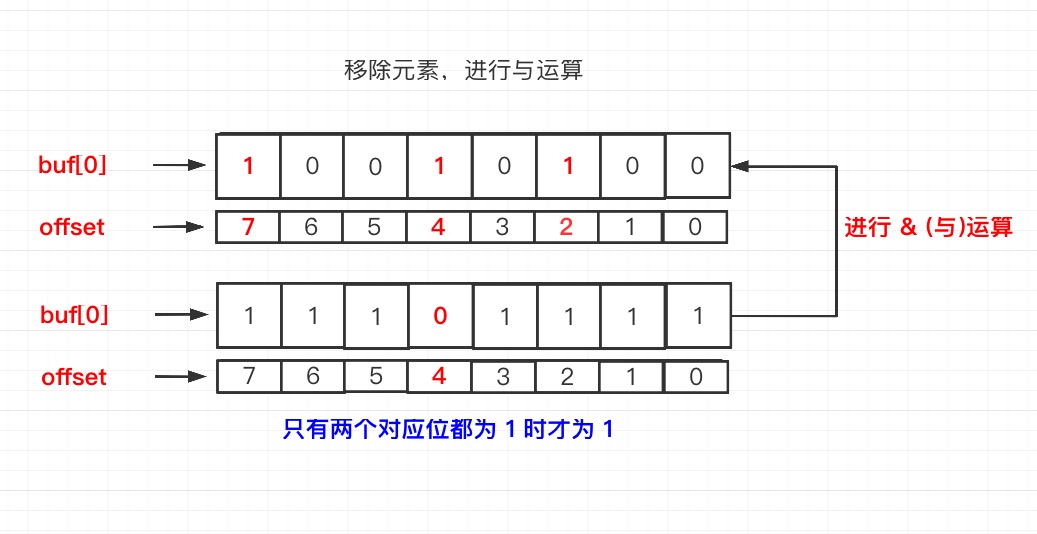 移除元素，进行与运算
buf[0] 1 0 0 1 0 1 0 0
offset 7 6 5 4 3 2 1 0
进行 & (与)运算
buf[0] 1 1 1 0 1 1 1 1
offset 7 6 5 4 3 2 1 0
只有两个对应位都为 1 时才为 1